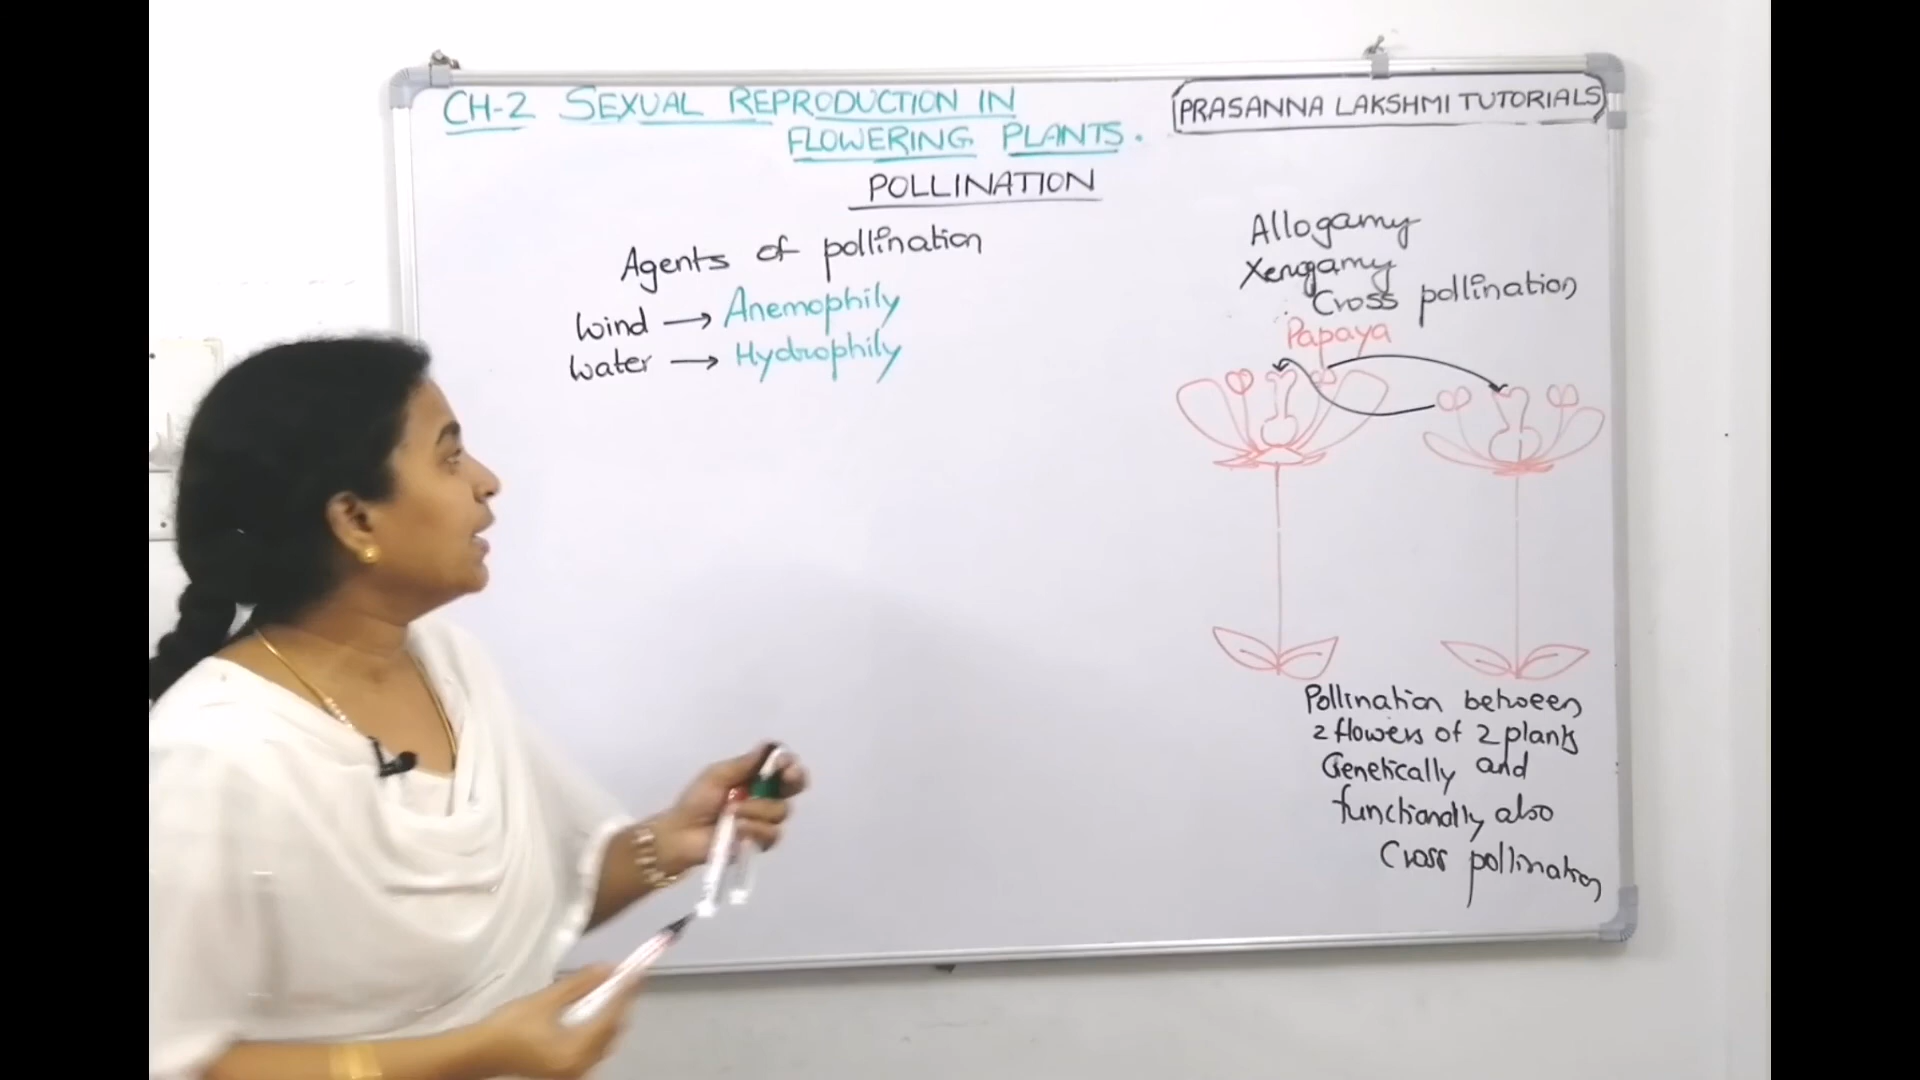 CH-2 SEXUAL REPRODUCTION IN
FLOWERING PLANTS.
PRASANNA LAKSHMI TUTORIALS
POLLINATION
Agents of pollination
Wind → Anemophily
Water → Hydrophily
Allogamy
Xenogamy
Cross pollination
Papaya
Pollination between
2 flowers of 2 plants
Genetically and
functionally also
Cross pollination